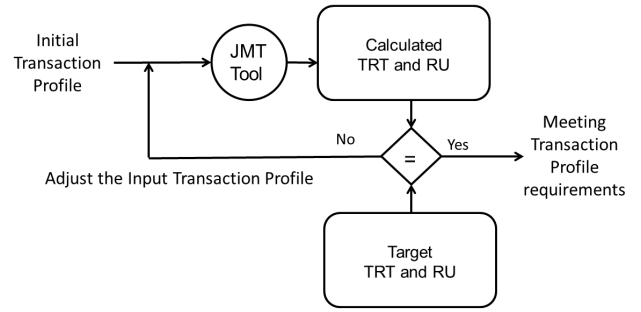 Initial
Transaction
Profile
JMT
Tool
Calculated
TRT and RU
No
=
Yes
Meeting
Transaction
Profile
requirements
Adjust the Input Transaction Profile
Target
TRT and RU